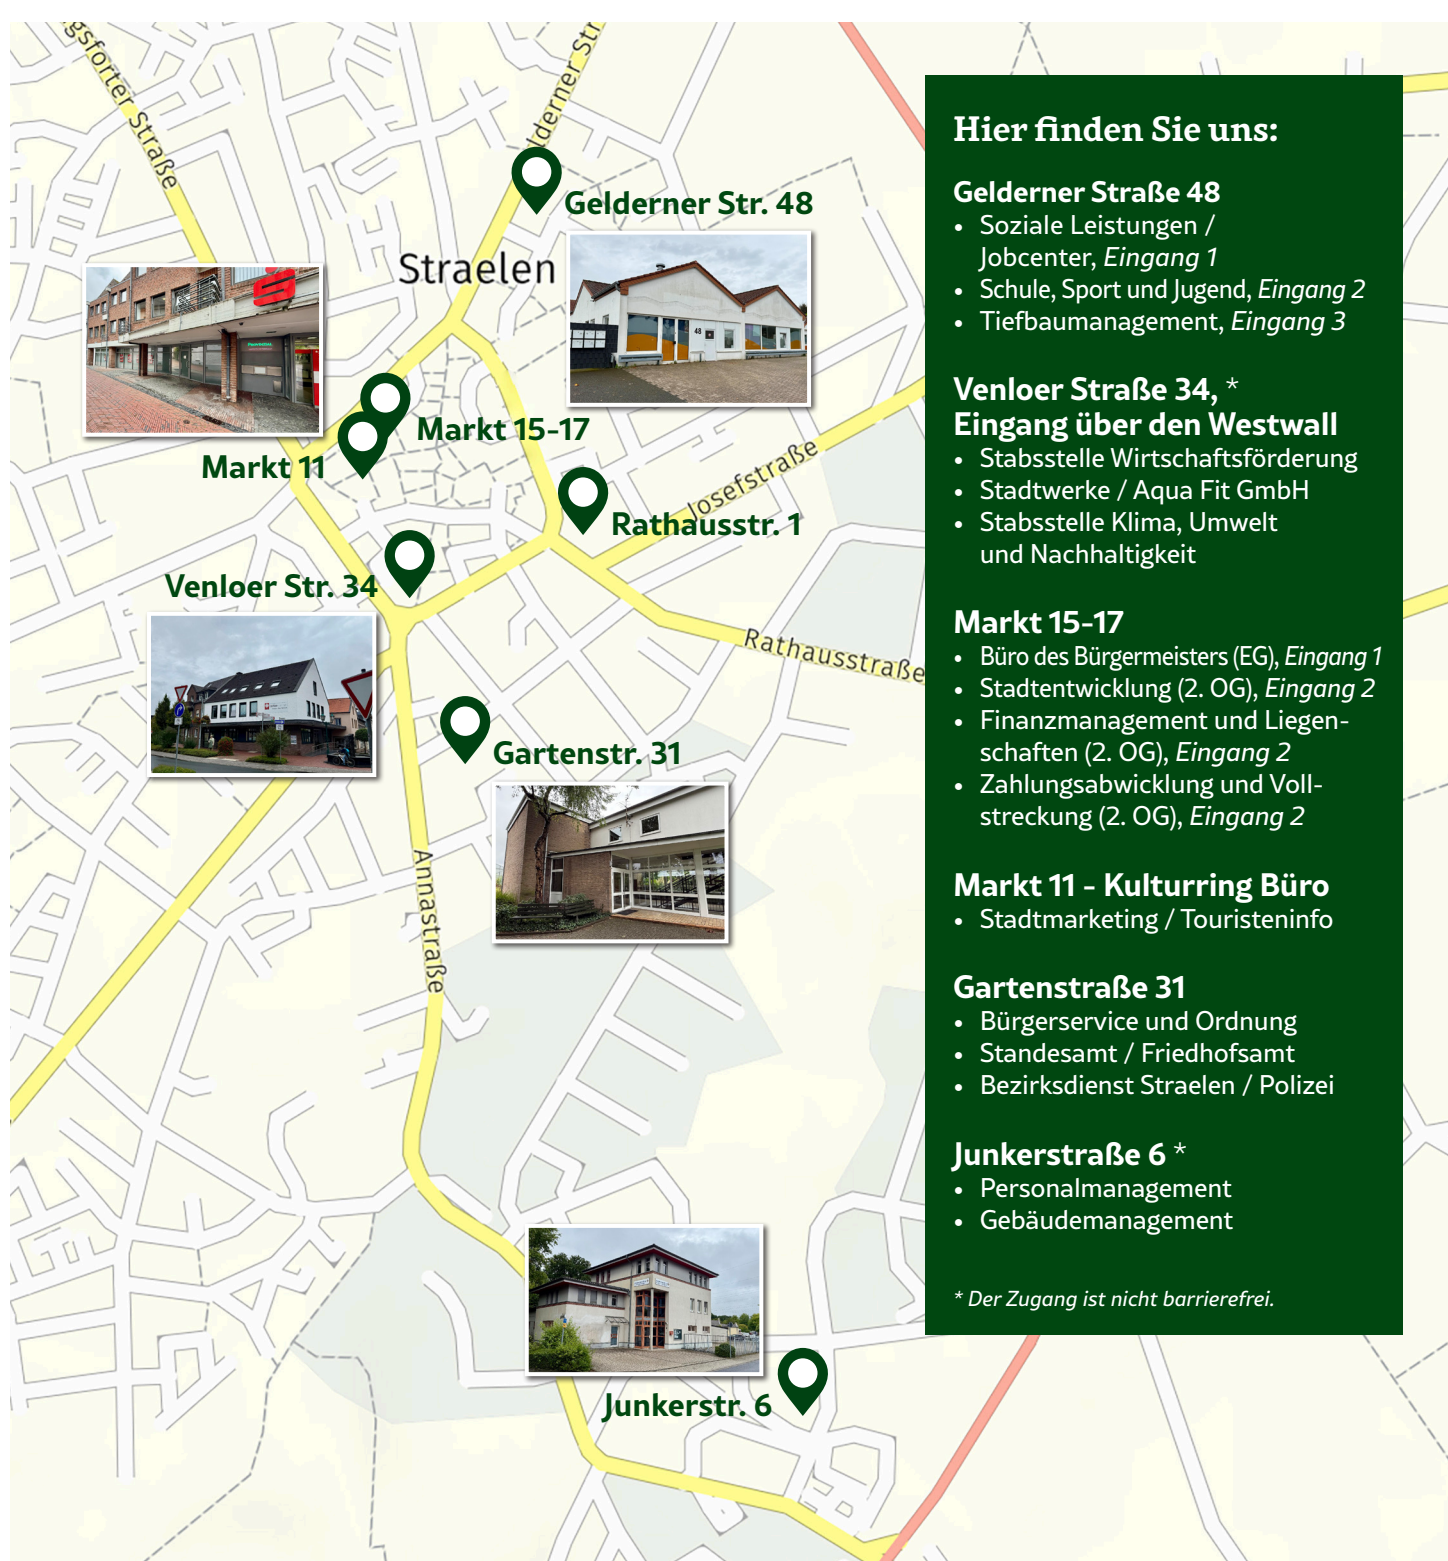 gsforter Straße
lderner Str
Gelderner Str. 48
Straelen
48
Markt 15-17
Markt 11
Josefstraße
Rathausstr. 1
Venloer Str. 34
Rathausstraße
Gartenstr. 31
Annastraße
Junkerstr. 6
Hier finden Sie uns:
Gelderner Straße 48
• Soziale Leistungen /
Jobcenter, Eingang 1
• Schule, Sport und Jugend, Eingang 2
• Tiefbaumanagement, Eingang 3
Venloer Straße 34, *
Eingang über den Westwall
• Stabsstelle Wirtschaftsförderung
• Stadtwerke / Aqua Fit GmbH
• Stabsstelle Klima, Umwelt
und Nachhaltigkeit
Markt 15-17
• Büro des Bürgermeisters (EG), Eingang 1
• Stadtentwicklung (2. OG), Eingang 2
• Finanzmanagement und Liegen-
schaften (2. OG), Eingang 2
• Zahlungsabwicklung und Voll-
streckung (2. OG), Eingang 2
Markt 11 - Kulturring Büro
• Stadtmarketing / Touristeninfo
Gartenstraße 31
• Bürgerservice und Ordnung
• Standesamt / Friedhofsamt
• Bezirksdienst Straelen / Polizei
Junkerstraße 6 *
• Personalmanagement
• Gebäudemanagement
* Der Zugang ist nicht barrierefrei.